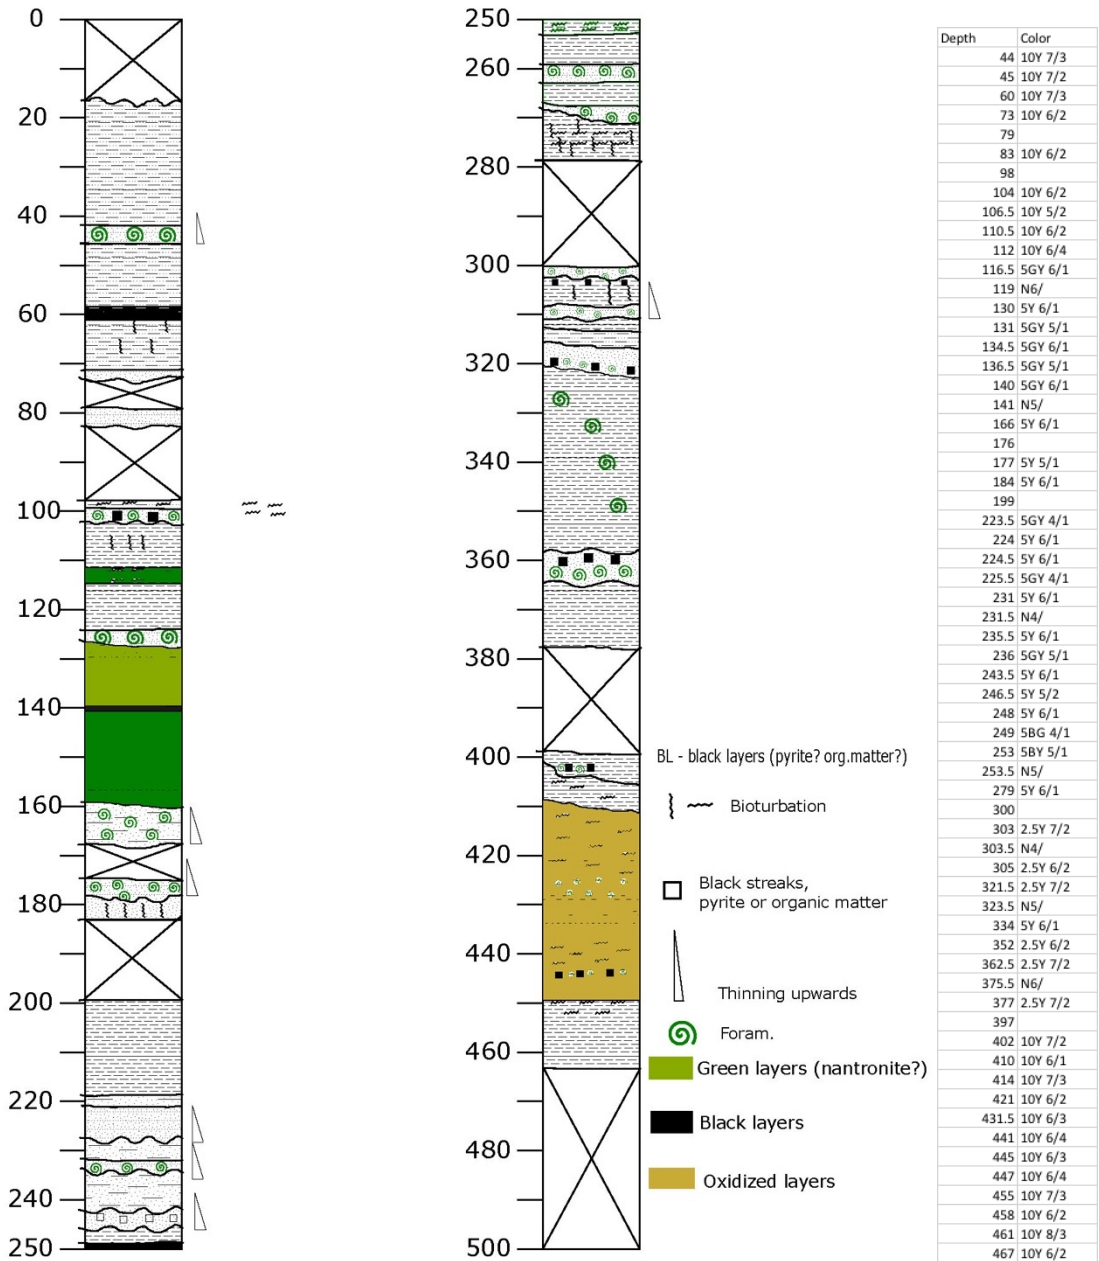 0
20
40
60
80
100
120
140
160
180
200
220
240
250
250
260
280
300
320
340
360
380
400
420
440
460
480
500
BL - black layers (pyrite? org.matter?)
Bioturbation
Black streaks,
pyrite or organic matter
Thinning upwards
Foram.
Green layers (nantronite?)
Black layers
Oxidized layers
Depth Color
44 10Y 7/3
45 10Y 7/2
60 10Y 7/3
73 10Y 6/2
79
83 10Y 6/2
98
104 10Y 6/2
106.5 10Y 5/2
110.5 10Y 6/2
112 10Y 6/4
116.5 5GY 6/1
119 N6/
130 5Y 6/1
131 5GY 5/1
134.5 5GY 6/1
136.5 5GY 5/1
140 5GY 6/1
141 N5/
166 5Y 6/1
176
177 5Y 5/1
184 5Y 6/1
199
223.5 5GY 4/1
224 5Y 6/1
224.5 5Y 6/1
225.5 5GY 4/1
231 5Y 6/1
231.5 N4/
235.5 5Y 6/1
236 5GY 5/1
243.5 5Y 6/1
246.5 5Y 5/2
248 5Y 6/1
249 5BG 4/1
253 5BY 5/1
253.5 N5/
279 5Y 6/1
300
303 2.5Y 7/2
303.5 N4/
305 2.5Y 6/2
321.5 2.5Y 7/2
323.5 N5/
334 5Y 6/1
352 2.5Y 6/2
362.5 2.5Y 7/2
375.5 N6/
377 2.5Y 7/2
397
402 10Y 7/2
410 10Y 6/1
414 10Y 7/3
421 10Y 6/2
431.5 10Y 6/3
441 10Y 6/4
445 10Y 6/3
447 10Y 6/4
455 10Y 7/3
458 10Y 6/2
461 10Y 8/3
467 10Y 6/2